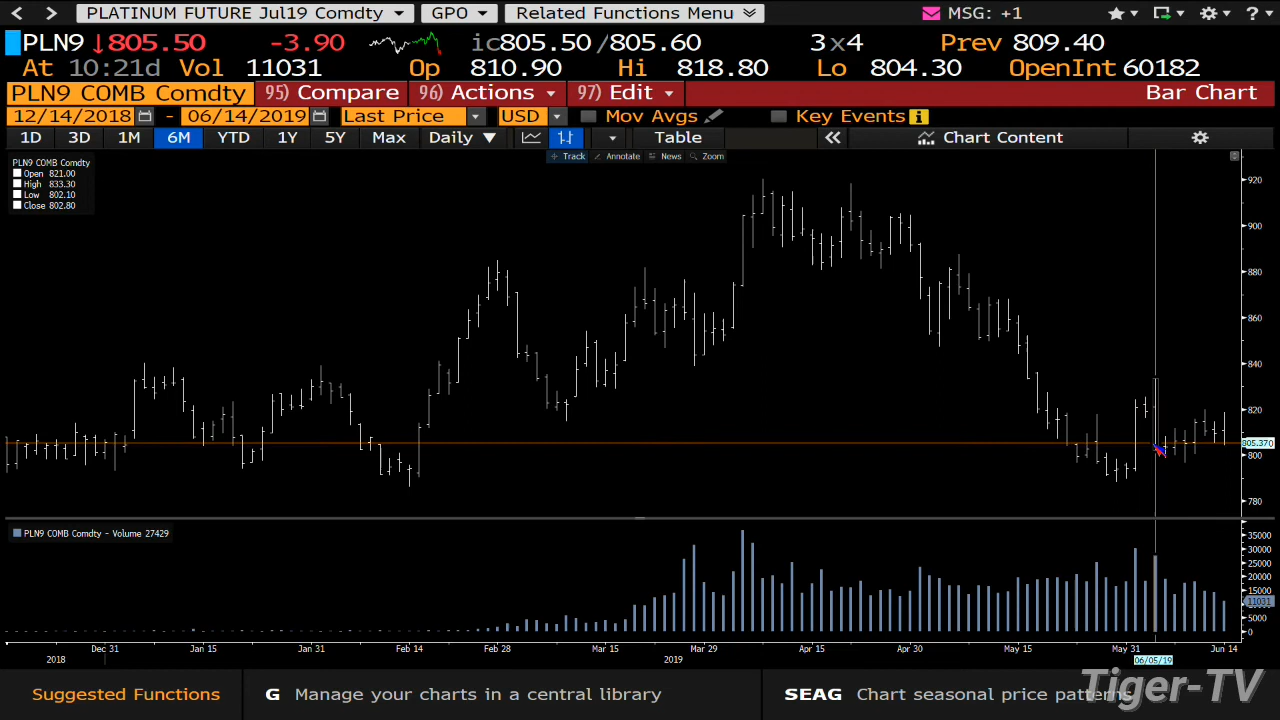 PLATINUM FUTURE Jul19 Comdty GPO Related Functions Menu MSG: +1 ?
PLN9 ↓805.50 -3.90 ic805.50 /805.60 3x4 Prev 809.40
At 10:21d Vol 11031 Op 810.90 Hi 818.80 Lo 804.30 OpenInt 60182
PLN9 COMB Comdty 95) Compare 96) Actions 97) Edit Bar Chart
12/14/2018 - 06/14/2019 Last Price USD Mov Avgs Key Events i
1D 3D 1M 6M YTD 1Y 5Y Max Daily ▼ Table « Chart Content
Track Annotate News Zoom
PLN9 COMB Comdty
Open 821.00
High 833.30
Low 802.10
Close 802.80
920
900
880
860
840
820
805.370
800
780
PLN9 COMB Comdty - Volume 27429
35000
30000
25000
20000
15000
11031
5000
0
Dec 31 Jan 15 Jan 31 Feb 14 Feb 28 Mar 15 Mar 29 Apr 15 Apr 30 May 15 May 31 Jun 14
2018 2019 06/05/19
Suggested Functions G Manage your charts in a central library SEAG Chart seasonal price patterns
Tiger-TV